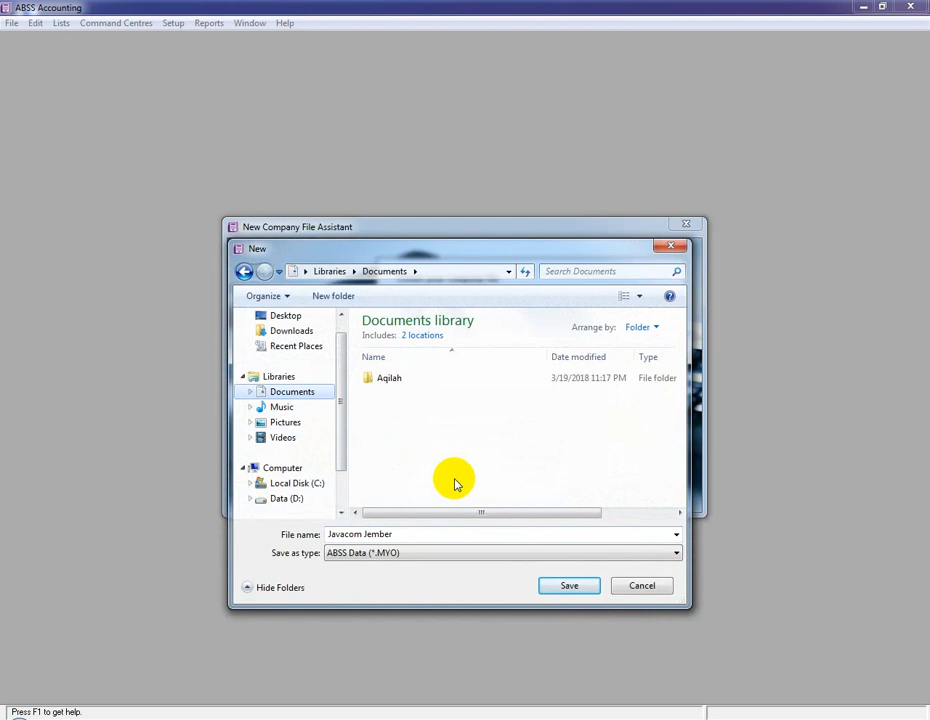 ABSS Accounting
File Edit Lists Command Centres Setup Reports Window Help
New Company File Assistant
New
Libraries Documents
Search Documents
Organize New folder
Desktop
Downloads
Recent Places
Libraries
Documents
Music
Pictures
Videos
Computer
Local Disk (C:)
Data (D:)
Documents library
Includes: 2 locations
Arrange by: Folder
Name Date modified Type
Aqilah 3/19/2018 11:17 PM File folder
File name: Javacom Jember
Save as type: ABSS Data (*.MYO)
Hide Folders Save Cancel
Press F1 to get help.